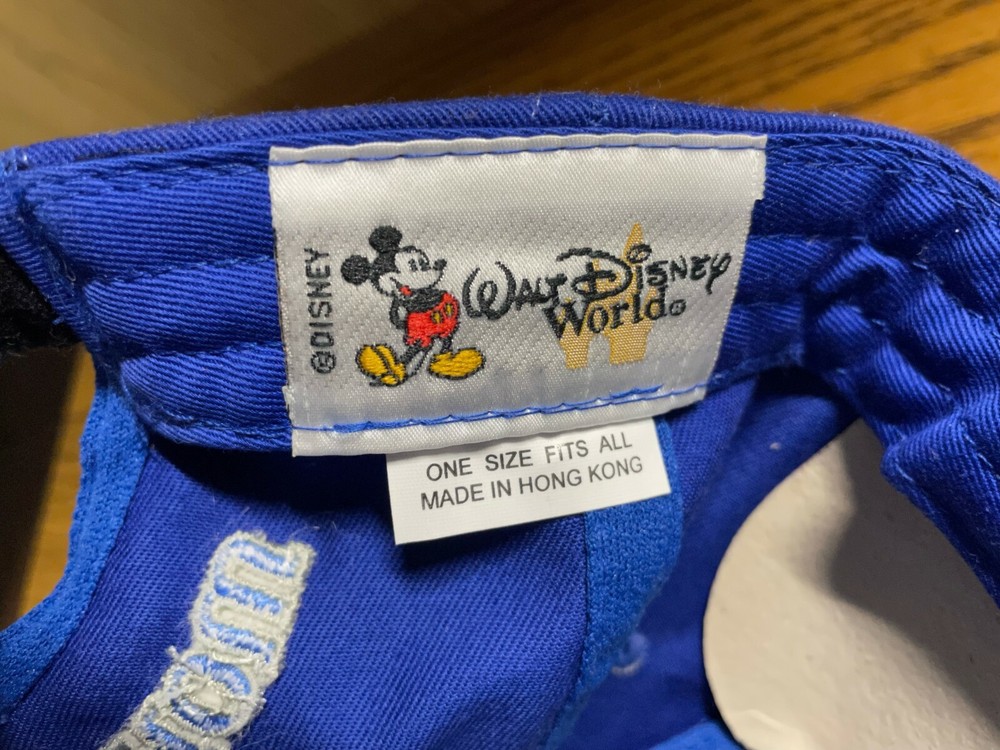 ©DISNEY
WALT DISNEY
World®
ONE SIZE FITS ALL
MADE IN HONG KONG